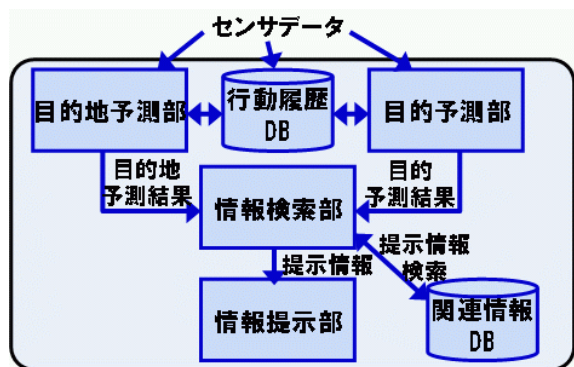 センサデータ
目的地予測部
行動履歴
DB
目的予測部
目的地
予測結果
目的
予測結果
情報検索部
提示情報
提示情報
検索
情報提示部
関連情報
DB